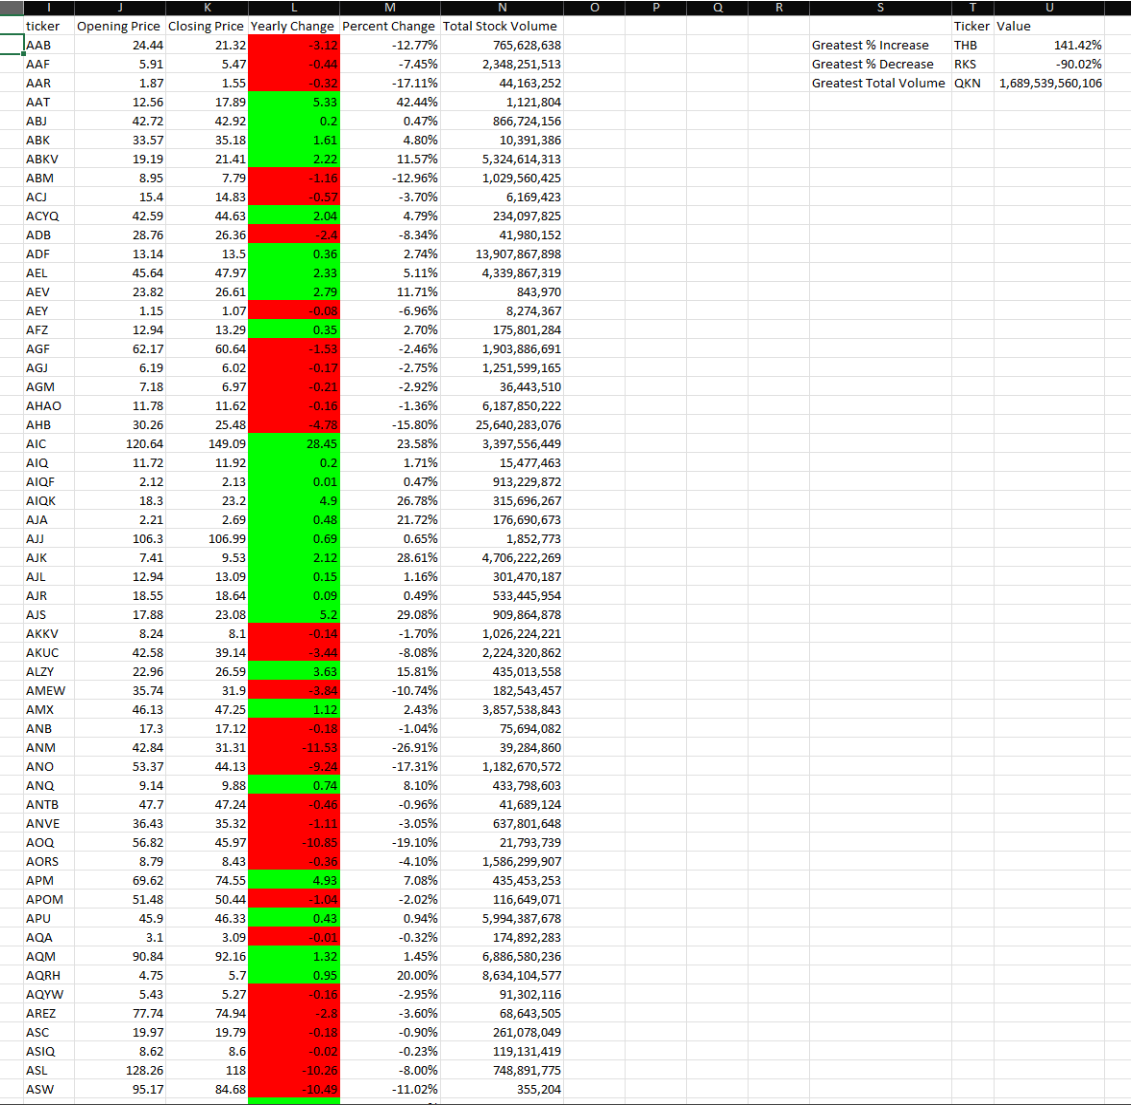 I J K L M N O P Q R S T U
ticker Opening Price Closing Price Yearly Change Percent Change Total Stock Volume Ticker Value
AAB 24.44 21.32 -3.12 -12.77% 765,628,638 Greatest % Increase THB 141.42%
AAF 5.91 5.47 -0.44 -7.45% 2,348,251,513 Greatest % Decrease RKS -90.02%
AAR 1.87 1.55 -0.32 -17.11% 44,163,252 Greatest Total Volume QKN 1,689,539,560,106
AAT 12.56 17.89 5.33 42.44% 1,121,804
ABJ 42.72 42.92 0.2 0.47% 866,724,156
ABK 33.57 35.18 1.61 4.80% 10,391,386
ABKV 19.19 21.41 2.22 11.57% 5,324,614,313
ABM 8.95 7.79 -1.16 -12.96% 1,029,560,425
ACJ 15.4 14.83 -0.57 -3.70% 6,169,423
ACYQ 42.59 44.63 2.04 4.79% 234,097,825
ADB 28.76 26.36 -2.4 -8.34% 41,980,152
ADF 13.14 13.5 0.36 2.74% 13,907,867,898
AEL 45.64 47.97 2.33 5.11% 4,339,867,319
AEV 23.82 26.61 2.79 11.71% 843,970
AEY 1.15 1.07 -0.08 -6.96% 8,274,367
AFZ 12.94 13.29 0.35 2.70% 175,801,284
AGF 62.17 60.64 -1.53 -2.46% 1,903,886,691
AGJ 6.19 6.02 -0.17 -2.75% 1,251,599,165
AGM 7.18 6.97 -0.21 -2.92% 36,443,510
AHAO 11.78 11.62 -0.16 -1.36% 6,187,850,222
AHB 30.26 25.48 -4.78 -15.80% 25,640,283,076
AIC 120.64 149.09 28.45 23.58% 3,397,556,449
AIQ 11.72 11.92 0.2 1.71% 15,477,463
AIQF 2.12 2.13 0.01 0.47% 913,229,872
AIQK 18.3 23.2 4.9 26.78% 315,696,267
AJA 2.21 2.69 0.48 21.72% 176,690,673
AJJ 106.3 106.99 0.69 0.65% 1,852,773
AJK 7.41 9.53 2.12 28.61% 4,706,222,269
AJL 12.94 13.09 0.15 1.16% 301,470,187
AJR 18.55 18.64 0.09 0.49% 533,445,954
AJS 17.88 23.08 5.2 29.08% 909,864,878
AKKV 8.24 8.1 -0.14 -1.70% 1,026,224,221
AKUC 42.58 39.14 -3.44 -8.08% 2,224,320,862
ALZY 22.96 26.59 3.63 15.81% 435,013,558
AMEW 35.74 31.9 -3.84 -10.74% 182,543,457
AMX 46.13 47.25 1.12 2.43% 3,857,538,843
ANB 17.3 17.12 -0.18 -1.04% 75,694,082
ANM 42.84 31.31 -11.53 -26.91% 39,284,860
ANO 53.37 44.13 -9.24 -17.31% 1,182,670,572
ANQ 9.14 9.88 0.74 8.10% 433,798,603
ANTB 47.7 47.24 -0.46 -0.96% 41,689,124
ANVE 36.43 35.32 -1.11 -3.05% 637,801,648
AOQ 56.82 45.97 -10.85 -19.10% 21,793,739
AORS 8.79 8.43 -0.36 -4.10% 1,586,299,907
APM 69.62 74.55 4.93 7.08% 435,453,253
APOM 51.48 50.44 -1.04 -2.02% 116,649,071
APU 45.9 46.33 0.43 0.94% 5,994,387,678
AQA 3.1 3.09 -0.01 -0.32% 174,892,283
AQM 90.84 92.16 1.32 1.45% 6,886,580,236
AQRH 4.75 5.7 0.95 20.00% 8,634,104,577
AQYW 5.43 5.27 -0.16 -2.95% 91,302,116
AREZ 77.74 74.94 -2.8 -3.60% 68,643,505
ASC 19.97 19.79 -0.18 -0.90% 261,078,049
ASIQ 8.62 8.6 -0.02 -0.23% 119,131,419
ASL 128.26 118 -10.26 -8.00% 748,891,775
ASW 95.17 84.68 -10.49 -11.02% 355,204